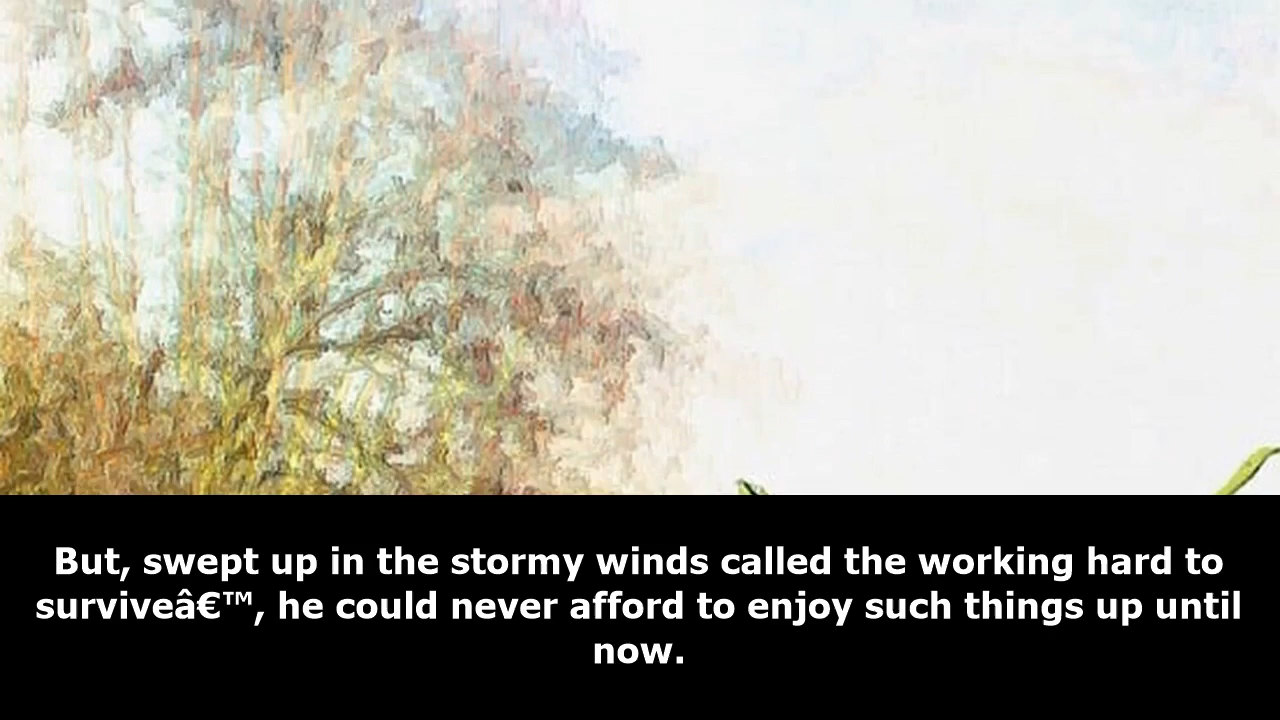 But, swept up in the stormy winds called the working hard to
surviveâ€™, he could never afford to enjoy such things up until
now.